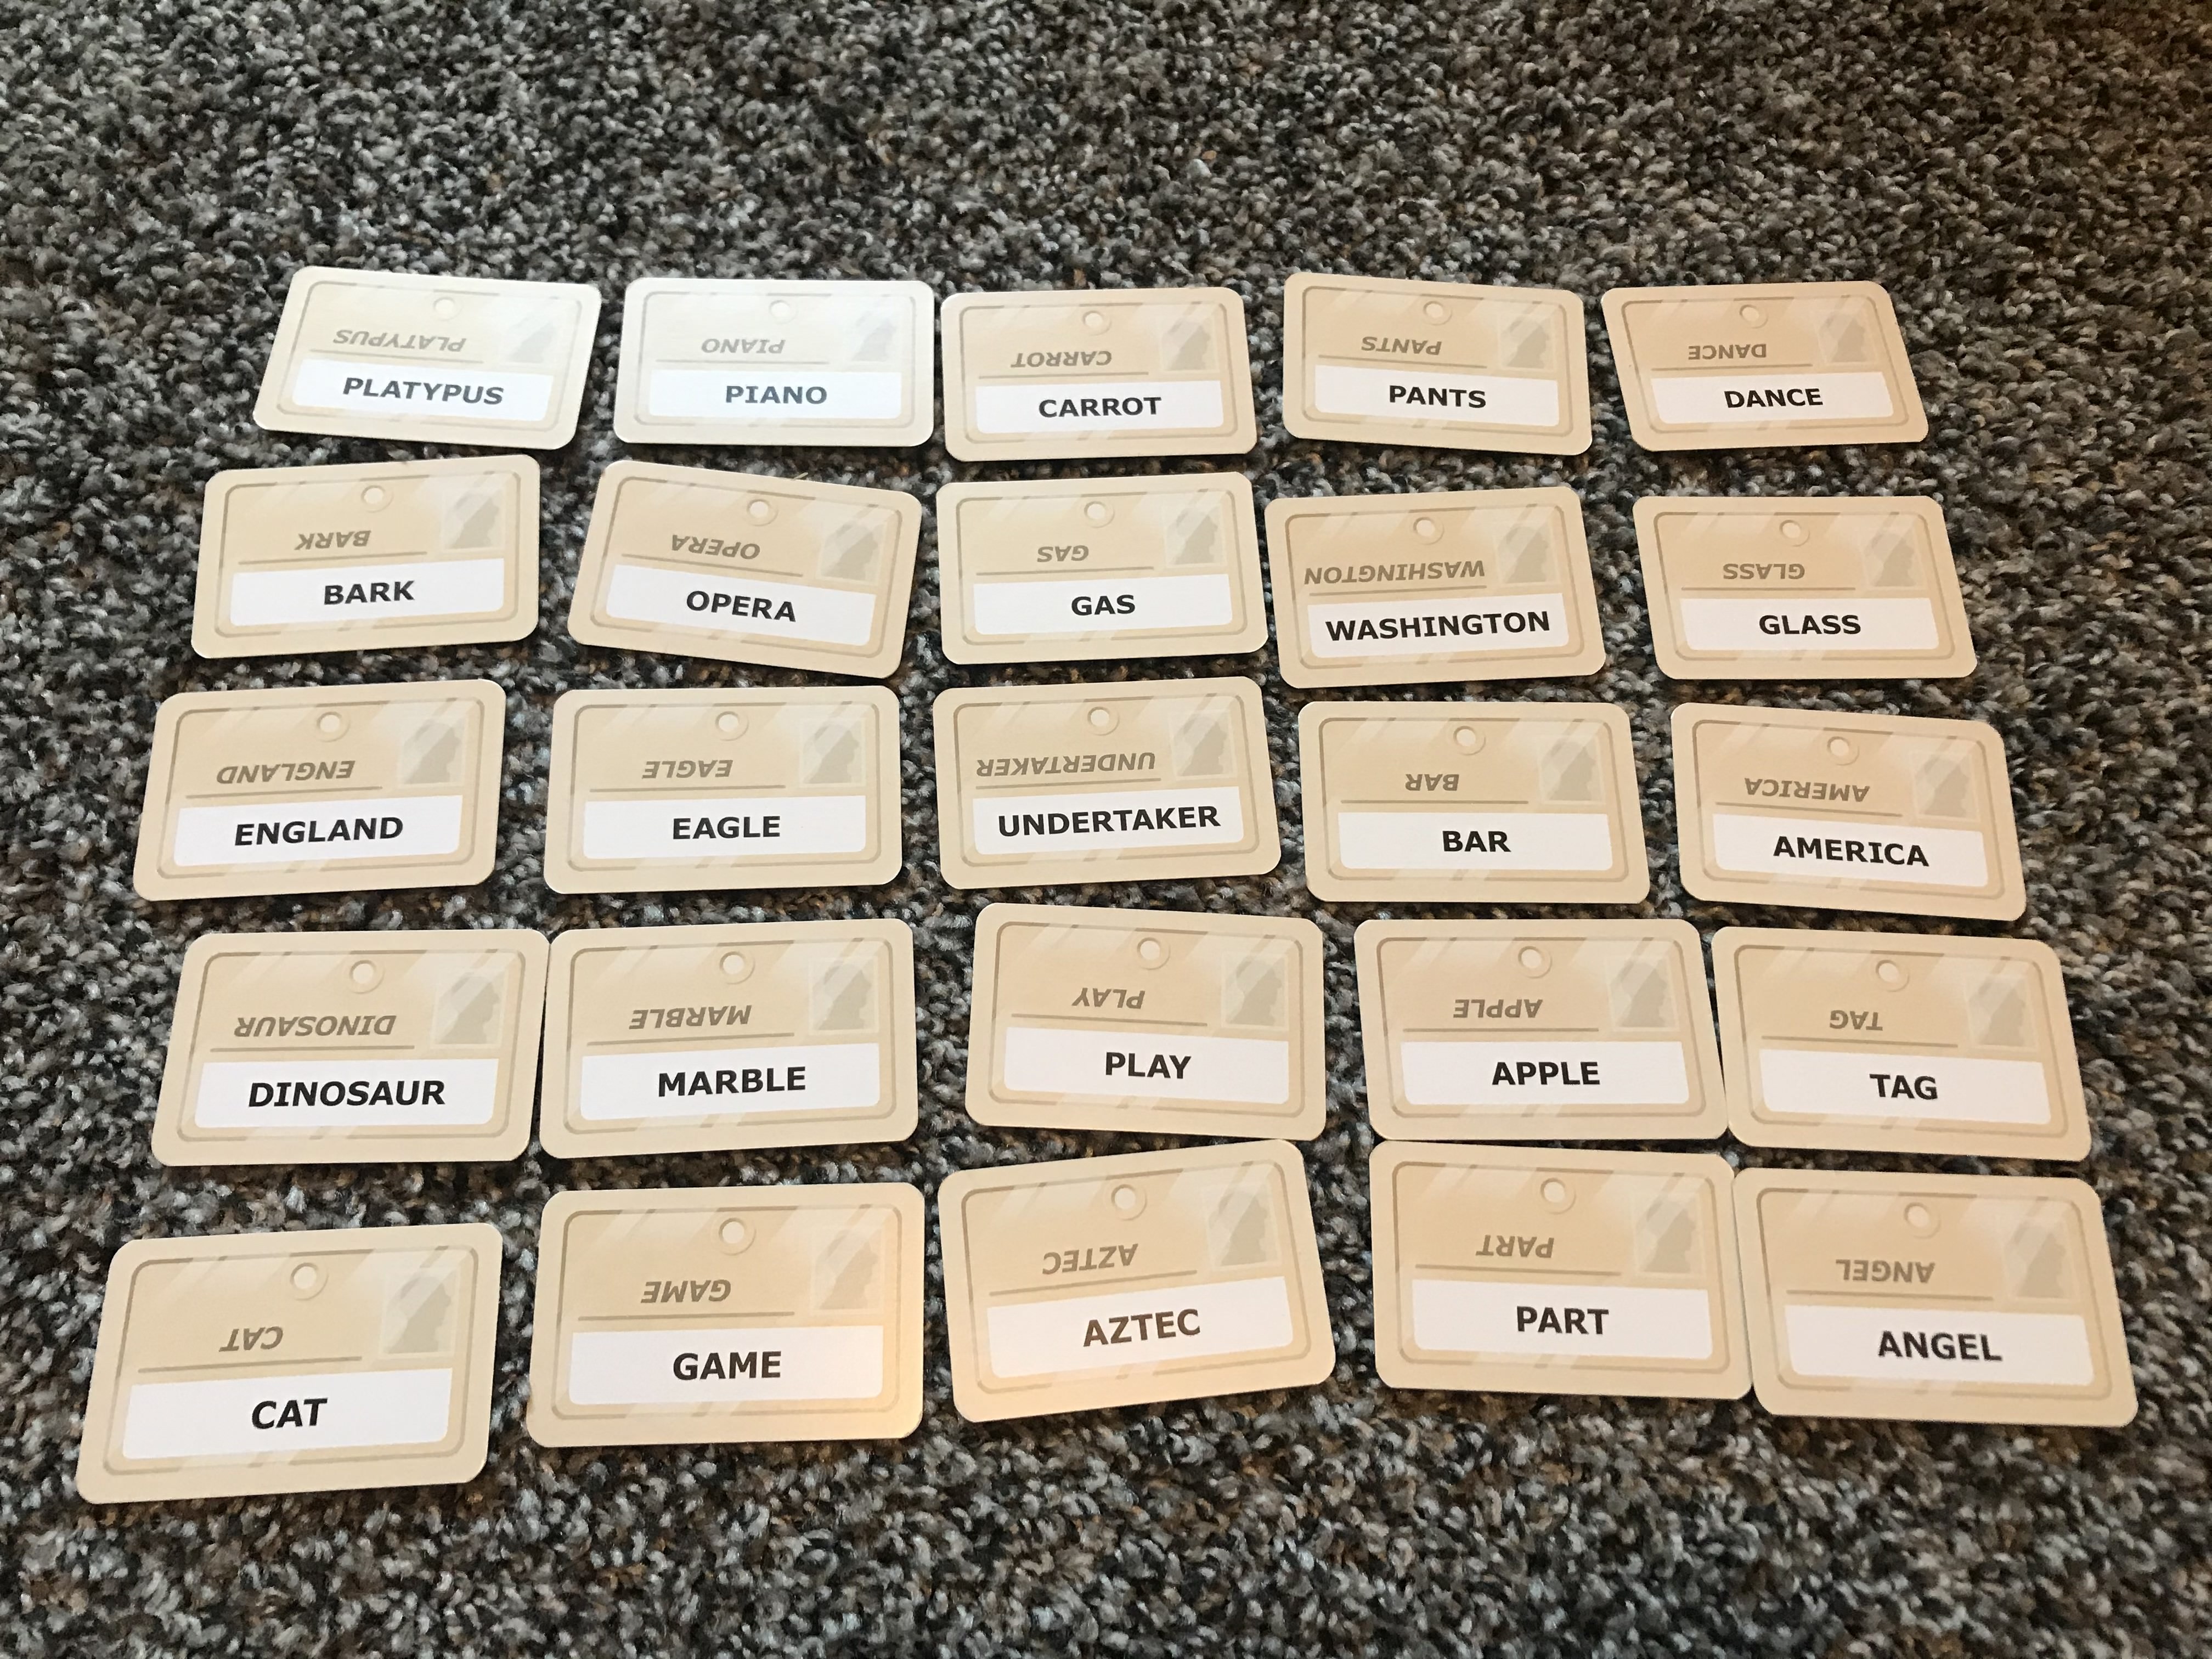 PLATYPUS
PLATYPUS
PIANO
PIANO
CARROT
CARROT
PANTS
PANTS
DANCE
DANCE
BARK
BARK
OPERA
OPERA
GAS
GAS
WASHINGTON
WASHINGTON
GLASS
GLASS
ENGLAND
ENGLAND
EAGLE
EAGLE
UNDERTAKER
UNDERTAKER
BAR
BAR
AMERICA
AMERICA
DINOSAUR
DINOSAUR
MARBLE
MARBLE
PLAY
PLAY
APPLE
APPLE
TAG
TAG
CAT
CAT
GAME
GAME
AZTEC
AZTEC
PART
PART
ANGEL
ANGEL